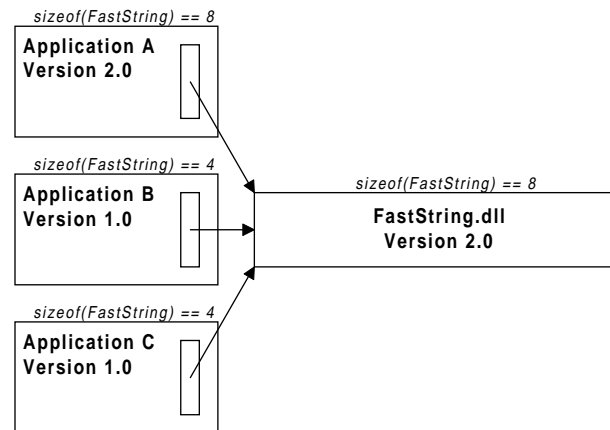 sizeof(FastString) == 8
Application A
Version 2.0
sizeof(FastString) == 4
Application B
Version 1.0
sizeof(FastString) == 8
FastString.dll
Version 2.0
sizeof(FastString) == 4
Application C
Version 1.0